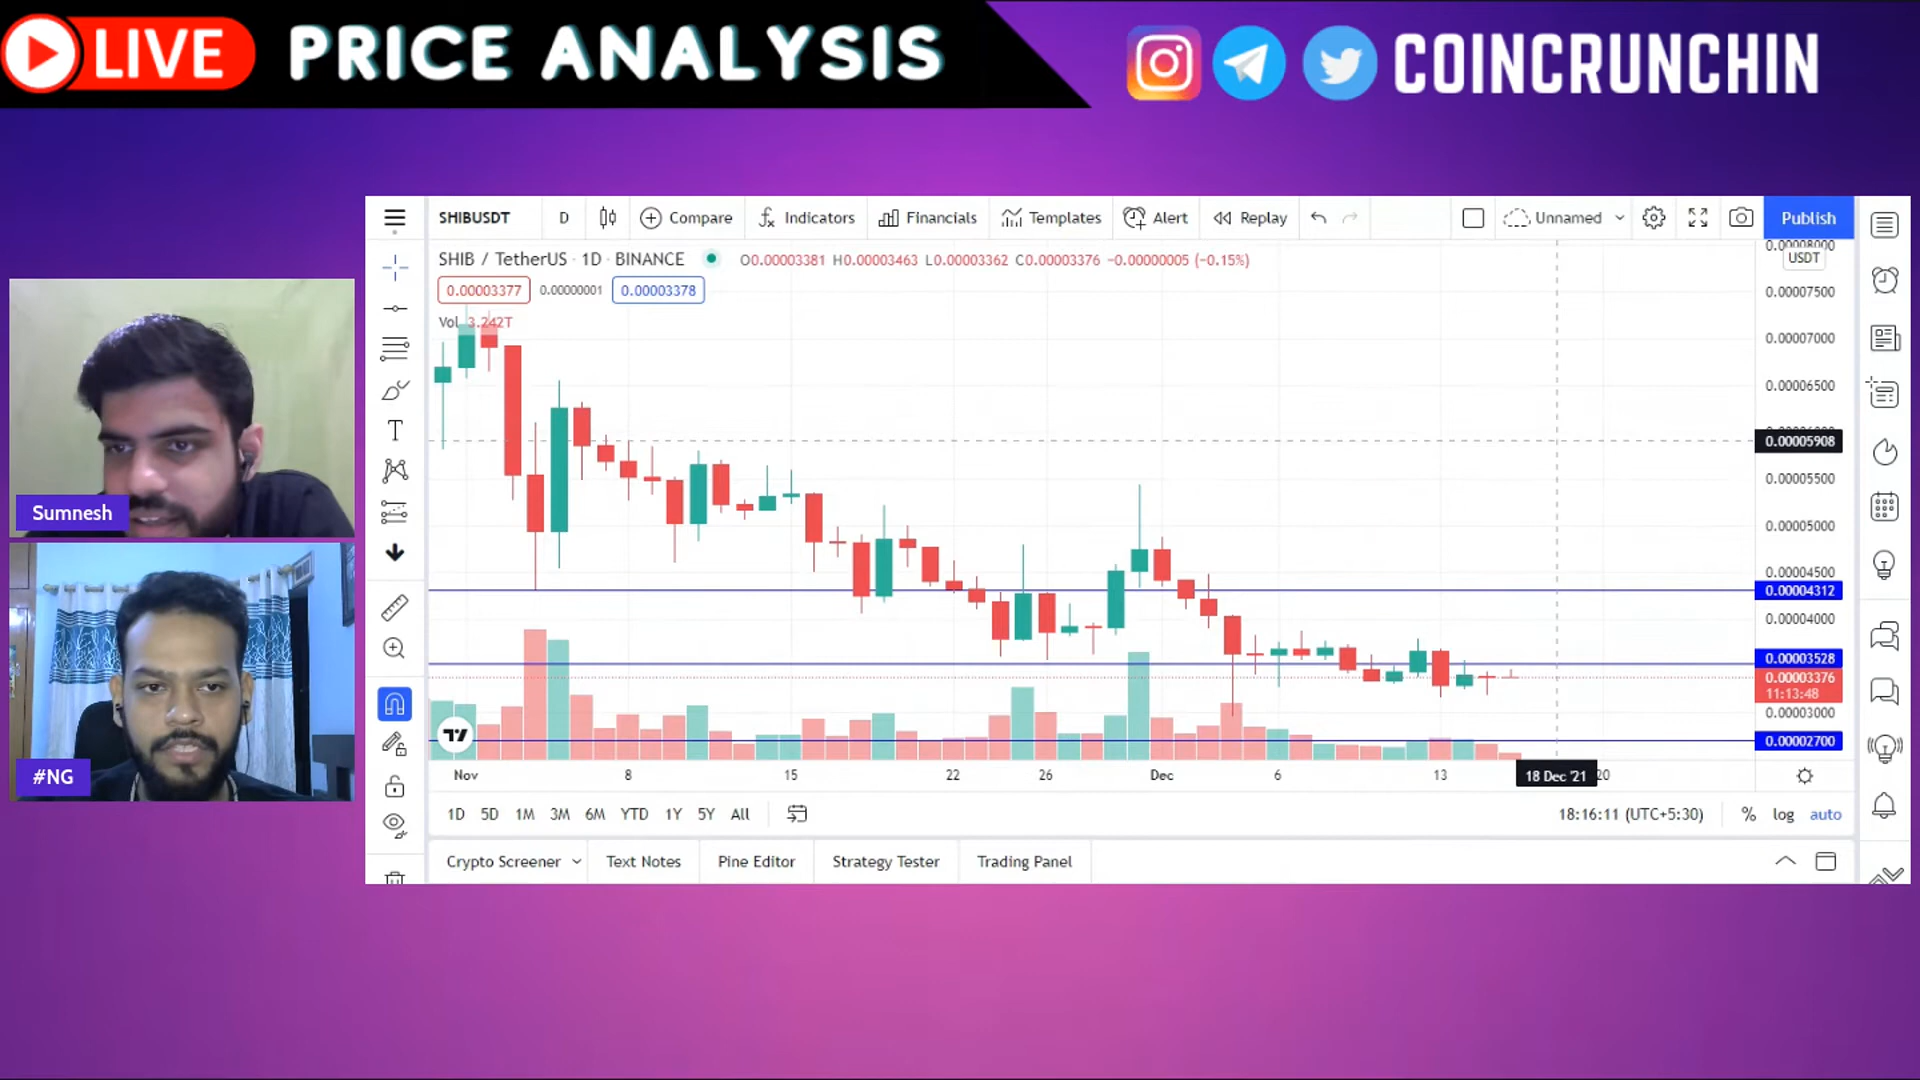 LIVE PRICE ANALYSIS
COINCRUNCHIN
SHIBUSDT D Compare Indicators Financials Templates Alert Replay Unnamed Publish
SHIB / TetherUS · 1D · BINANCE O0.00003381 H0.00003463 L0.00003362 C0.00003376 −0.00000005 (−0.15%)
0.00003377 0.00000001 0.00003378
Vol 3.242T
0.00008000
USDT
0.00007500
0.00007000
0.00006500
0.00005908
0.00005500
0.00005000
0.00004500
0.00004312
0.00004000
0.00003528
0.00003376
11:13:48
0.00003000
0.00002700
Sumnesh
#NG
Nov 8 15 22 26 Dec 6 13 18 Dec '21 20
1D 5D 1M 3M 6M YTD 1Y 5Y All 18:16:11 (UTC+5:30) % log auto
Crypto Screener Text Notes Pine Editor Strategy Tester Trading Panel